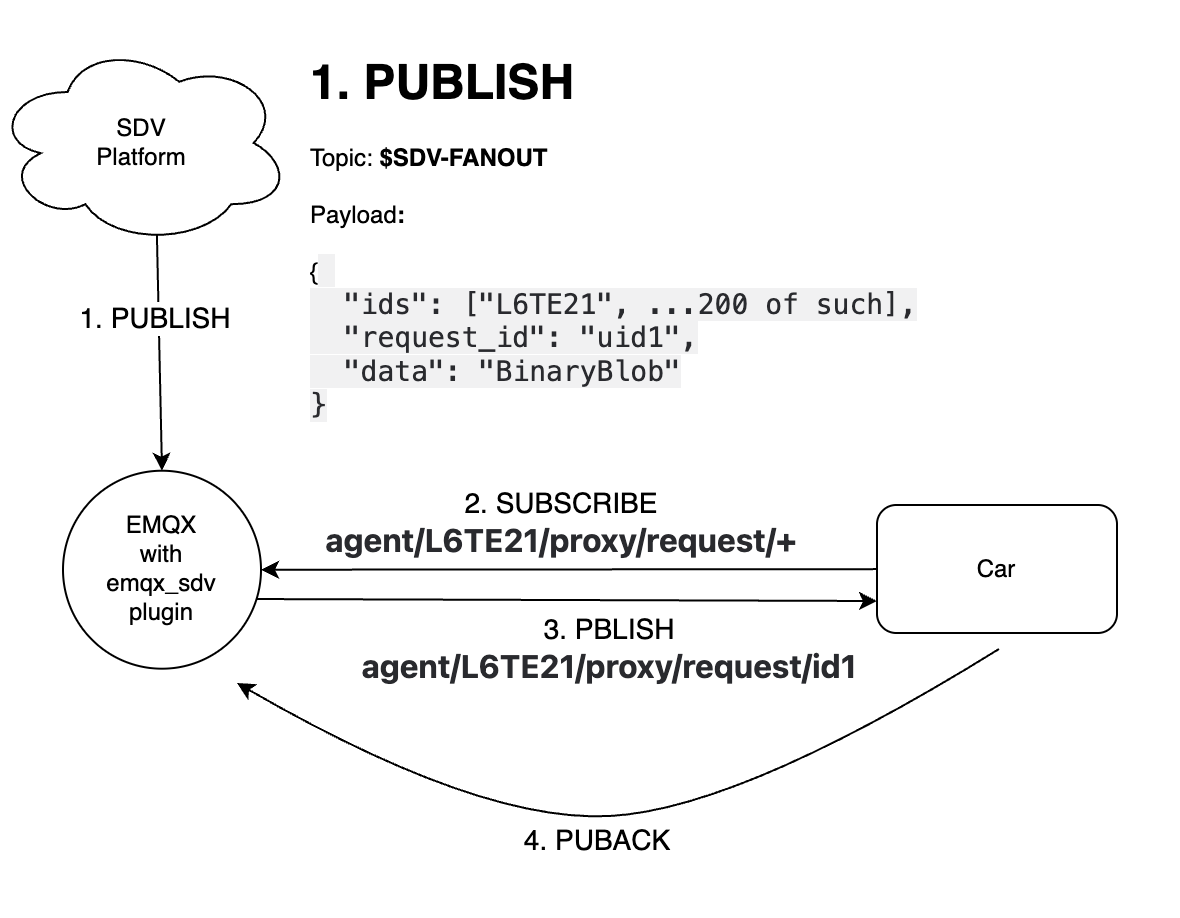 SDV
Platform
1. PUBLISH
Topic: $SDV-FANOUT
Payload:
{
"ids": ["L6TE21", ...200 of such],
"request_id": "uid1",
"data": "BinaryBlob"
}
1. PUBLISH
EMQX
with
emqx_sdv
plugin
2. SUBSCRIBE
agent/L6TE21/proxy/request/+
Car
3. PBLISH
agent/L6TE21/proxy/request/id1
4. PUBACK